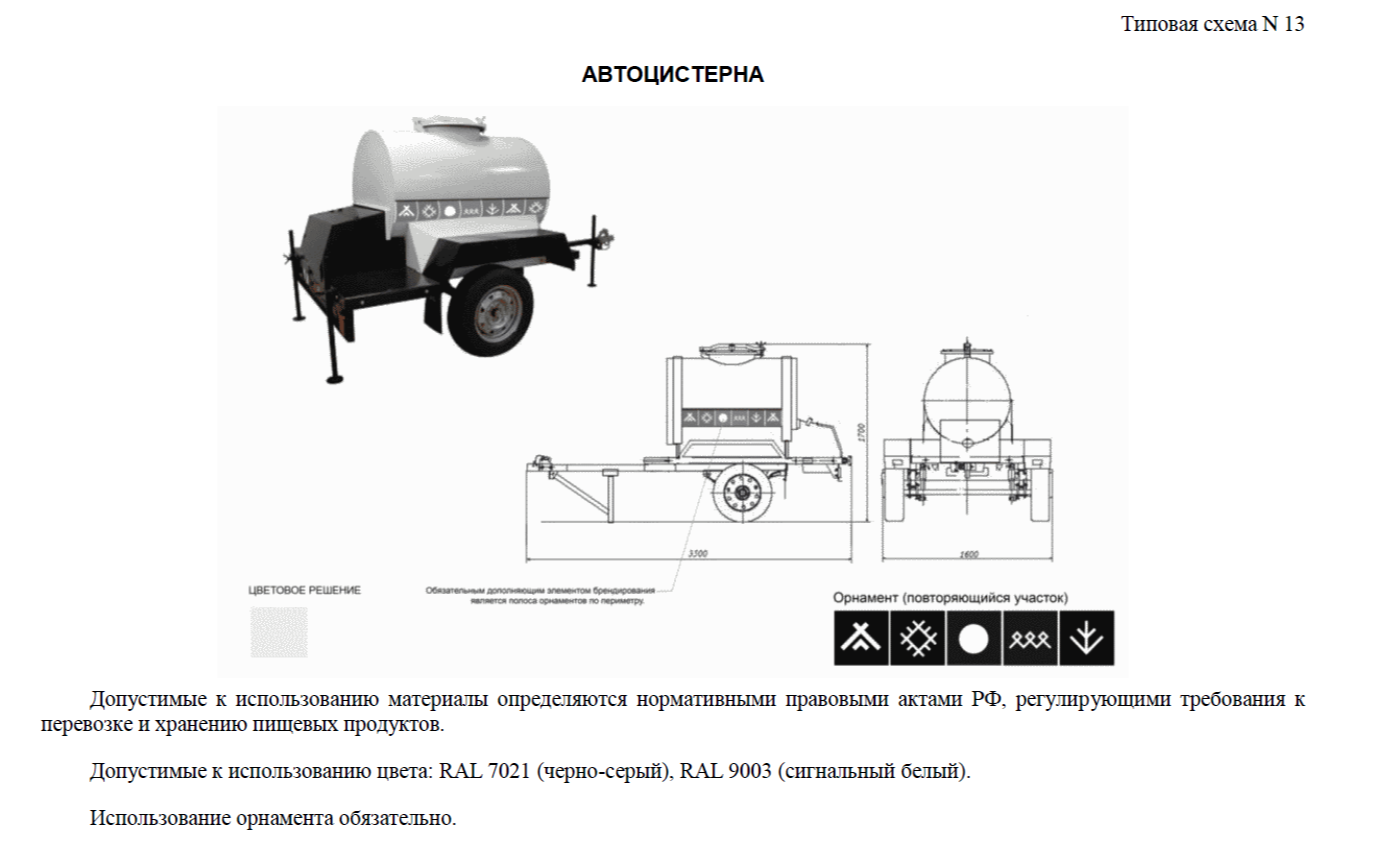 Типовая схема N 13
АВТОЦИСТЕРНА
1700
3300
1600
ЦВЕТОВОЕ РЕШЕНИЕ
Обязательным дополняющим элементом брендирования
является полоса орнаментов по периметру.
Орнамент (повторяющийся участок)
Допустимые к использованию материалы определяются нормативными правовыми актами РФ, регулирующими требования к
перевозке и хранению пищевых продуктов.
Допустимые к использованию цвета: RAL 7021 (черно-серый), RAL 9003 (сигнальный белый).
Использование орнамента обязательно.